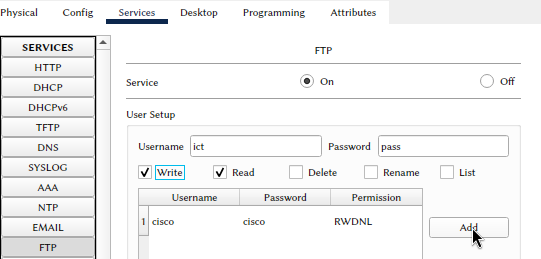 Physical Config Services Desktop Programming Attributes
SERVICES
HTTP
DHCP
DHCPv6
TFTP
DNS
SYSLOG
AAA
NTP
EMAIL
FTP
FTP
Service On Off
User Setup
Username ict Password pass
Write Read Delete Rename List
Username Password Permission
1 cisco cisco RWDNL
Add